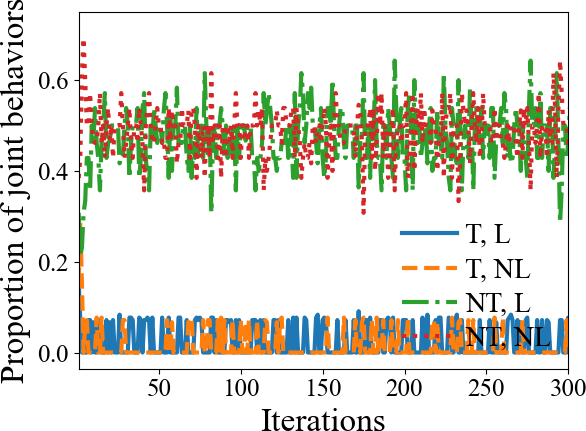 Proportion of joint behaviors
0.6
0.4
0.2
0.0
T, L
T, NL
NT, L
NT, NL
50
100
150
200
250
300
Iterations